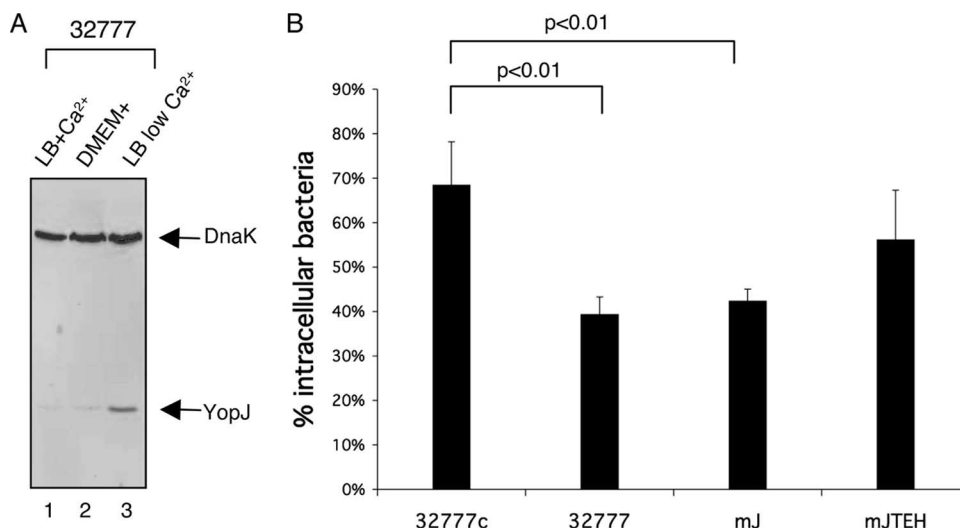 A
32777
LB+Ca²⁺
DMEM+
LB low Ca²⁺
DnaK
YopJ
1 2 3
B
p<0.01
p<0.01
% intracellular bacteria
90%
80%
70%
60%
50%
40%
30%
20%
10%
0%
32777c 32777 mJ mJTEH